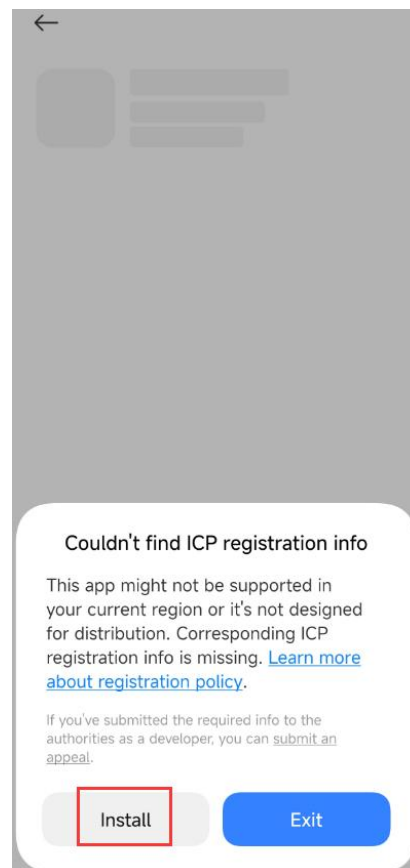 Couldn't find ICP registration info
This app might not be supported in
your current region or it's not designed
for distribution. Corresponding ICP
registration info is missing. Learn more
about registration policy.
If you've submitted the required info to the
authorities as a developer, you can submit an
appeal.
Install
Exit